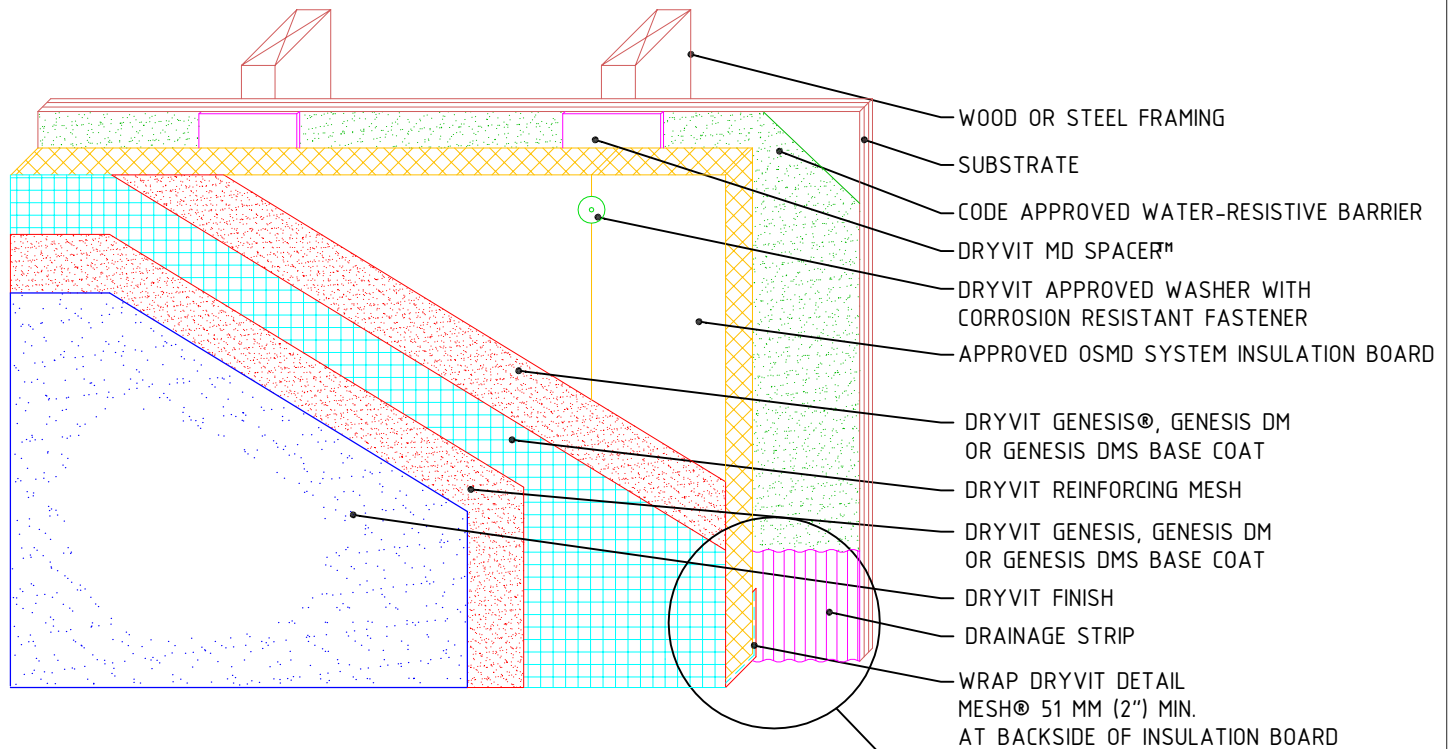 WOOD OR STEEL FRAMING
SUBSTRATE
CODE APPROVED WATER-RESISTIVE BARRIER
DRYVIT MD SPACER™
DRYVIT APPROVED WASHER WITH
CORROSION RESISTANT FASTENER
APPROVED OSMD SYSTEM INSULATION BOARD
DRYVIT GENESIS®, GENESIS DM
OR GENESIS DMS BASE COAT
DRYVIT REINFORCING MESH
DRYVIT GENESIS, GENESIS DM
OR GENESIS DMS BASE COAT
DRYVIT FINISH
DRAINAGE STRIP
WRAP DRYVIT DETAIL
MESH® 51 MM (2") MIN.
AT BACKSIDE OF INSULATION BOARD